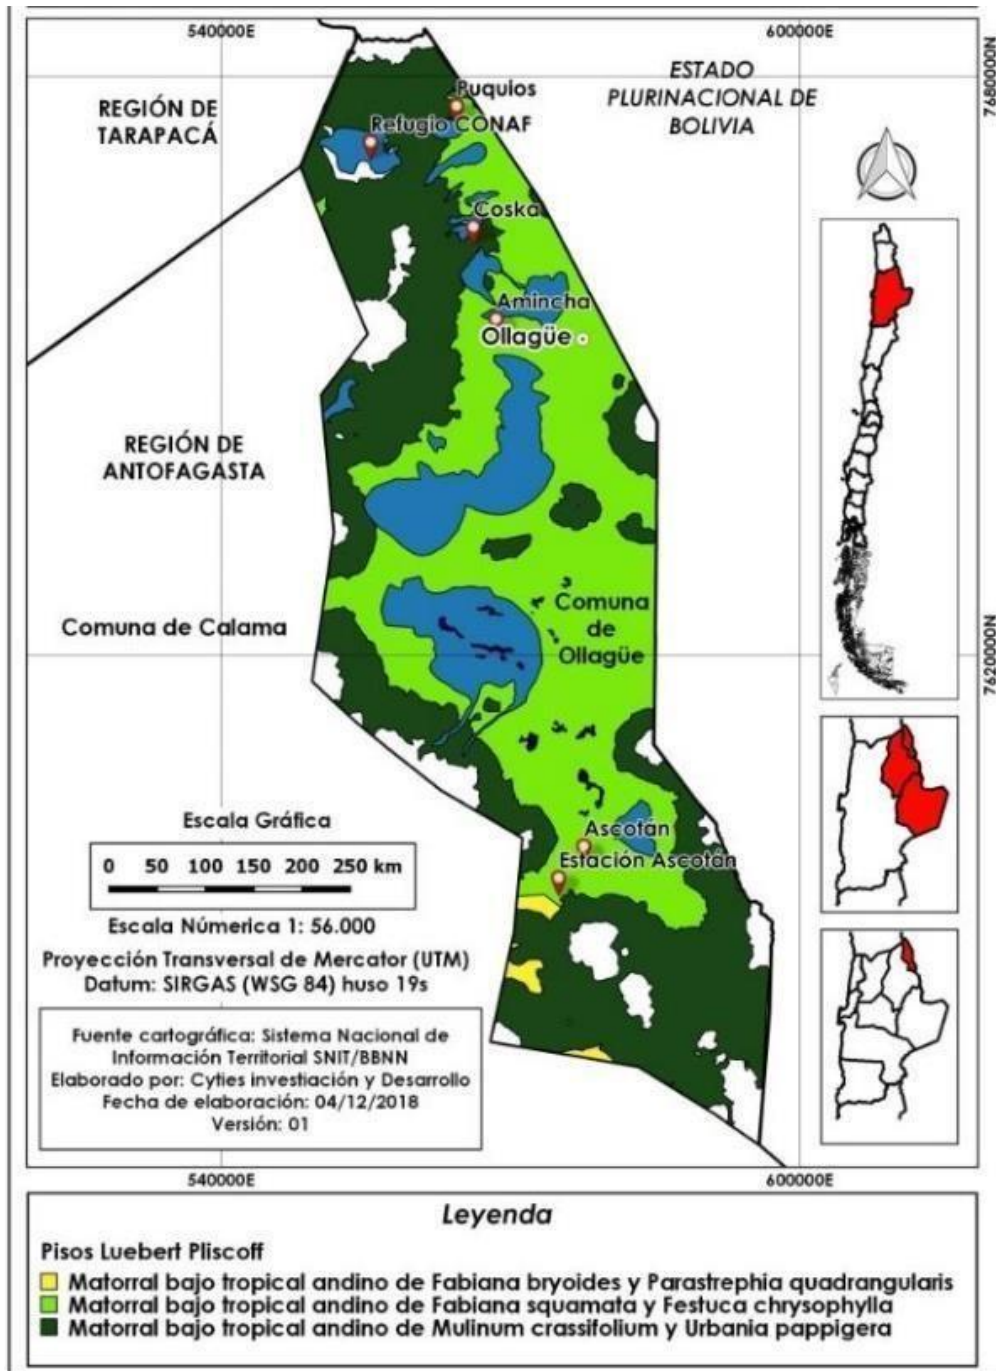 540000E
600000E
7680000N
REGIÓN DE
TARAPACÁ
ESTADO
PLURINACIONAL DE
BOLIVIA
Puquios
Refugio CONAF
Coska
Amincha
Ollagüe
REGIÓN DE
ANTOFAGASTA
Comuna de Calama
Comuna
de
Ollagüe
7620000N
Ascotán
Estación Ascotán
Escala Gráfica
0 50 100 150 200 250 km
Escala Númerica 1: 56.000
Proyección Transversal de Mercator (UTM)
Datum: SIRGAS (WSG 84) huso 19s
Fuente cartográfica: Sistema Nacional de
Información Territorial SNIT/BBNN
Elaborado por: Cyties investiación y Desarrollo
Fecha de elaboración: 04/12/2018
Versión: 01
540000E
600000E
Leyenda
Pisos Luebert Pliscoff
Matorral bajo tropical andino de Fabiana bryoides y Parastrephia quadrangularis
Matorral bajo tropical andino de Fabiana squamata y Festuca chrysophylla
Matorral bajo tropical andino de Mulinum crassifolium y Urbania pappigera